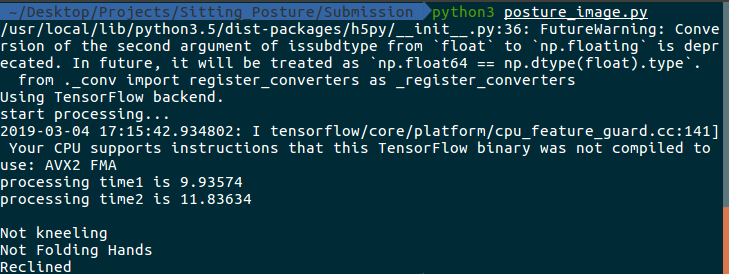 ~/Desktop/Projects/Sitting Posture/Submission python3 posture_image.py
/usr/local/lib/python3.5/dist-packages/h5py/__init__.py:36: FutureWarning: Conve
rsion of the second argument of issubdtype from `float` to `np.floating` is depr
ecated. In future, it will be treated as `np.float64 == np.dtype(float).type`.
  from ._conv import register_converters as _register_converters
Using TensorFlow backend.
start processing...
2019-03-04 17:15:42.934802: I tensorflow/core/platform/cpu_feature_guard.cc:141]
 Your CPU supports instructions that this TensorFlow binary was not compiled to
use: AVX2 FMA
processing time1 is 9.93574
processing time2 is 11.83634
Not kneeling
Not Folding Hands
Reclined